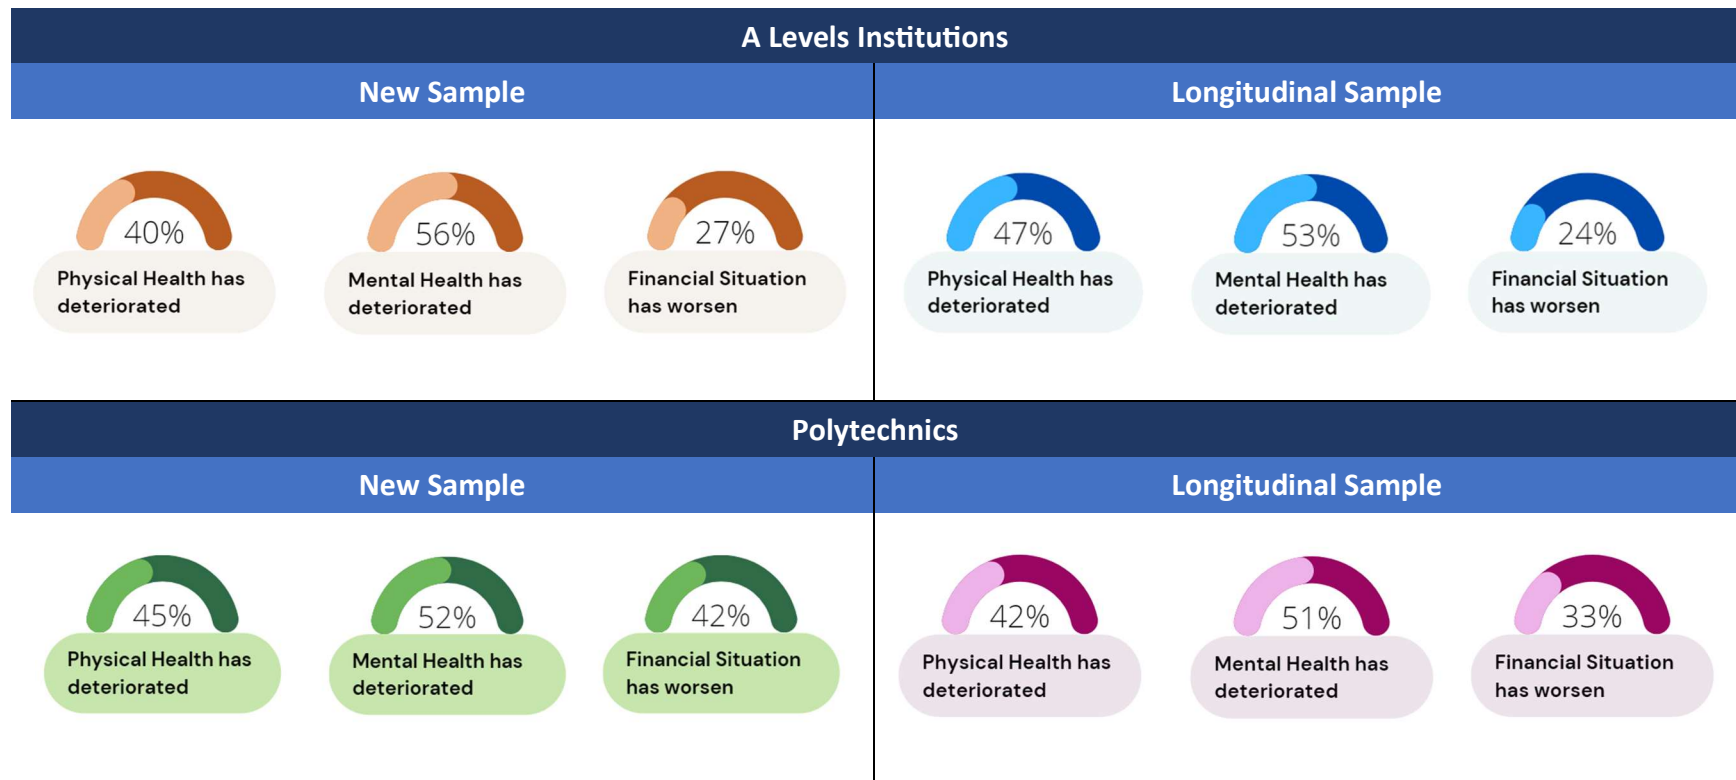 A Levels Institutions
New Sample
Longitudinal Sample
40%
Physical Health has
deteriorated
56%
Mental Health has
deteriorated
27%
Financial Situation
has worsen
47%
Physical Health has
deteriorated
53%
Mental Health has
deteriorated
24%
Financial Situation
has worsen
Polytechnics
New Sample
Longitudinal Sample
45%
Physical Health has
deteriorated
52%
Mental Health has
deteriorated
42%
Financial Situation
has worsen
42%
Physical Health has
deteriorated
51%
Mental Health has
deteriorated
33%
Financial Situation
has worsen